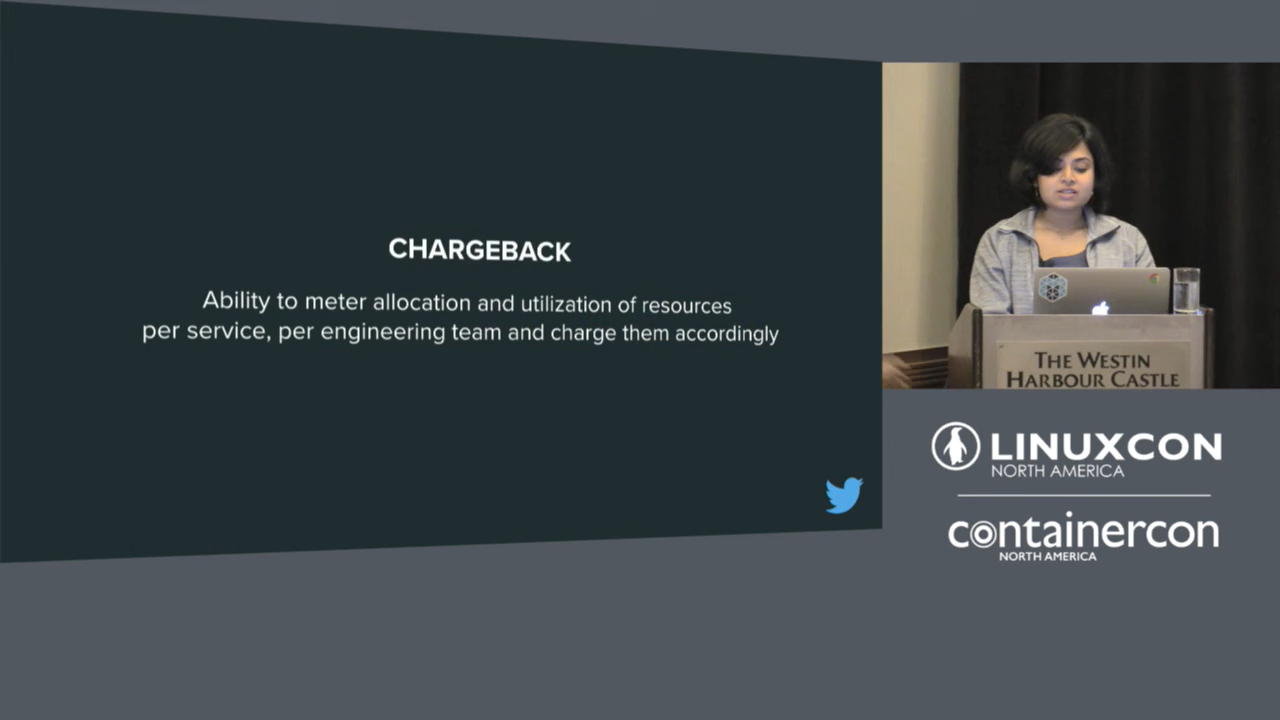 CHARGEBACK
Ability to meter allocation and utilization of resources
per service, per engineering team and charge them accordingly
THE WESTIN
HARBOUR CASTLE
LINUXCON
NORTH AMERICA
containercon
NORTH AMERICA